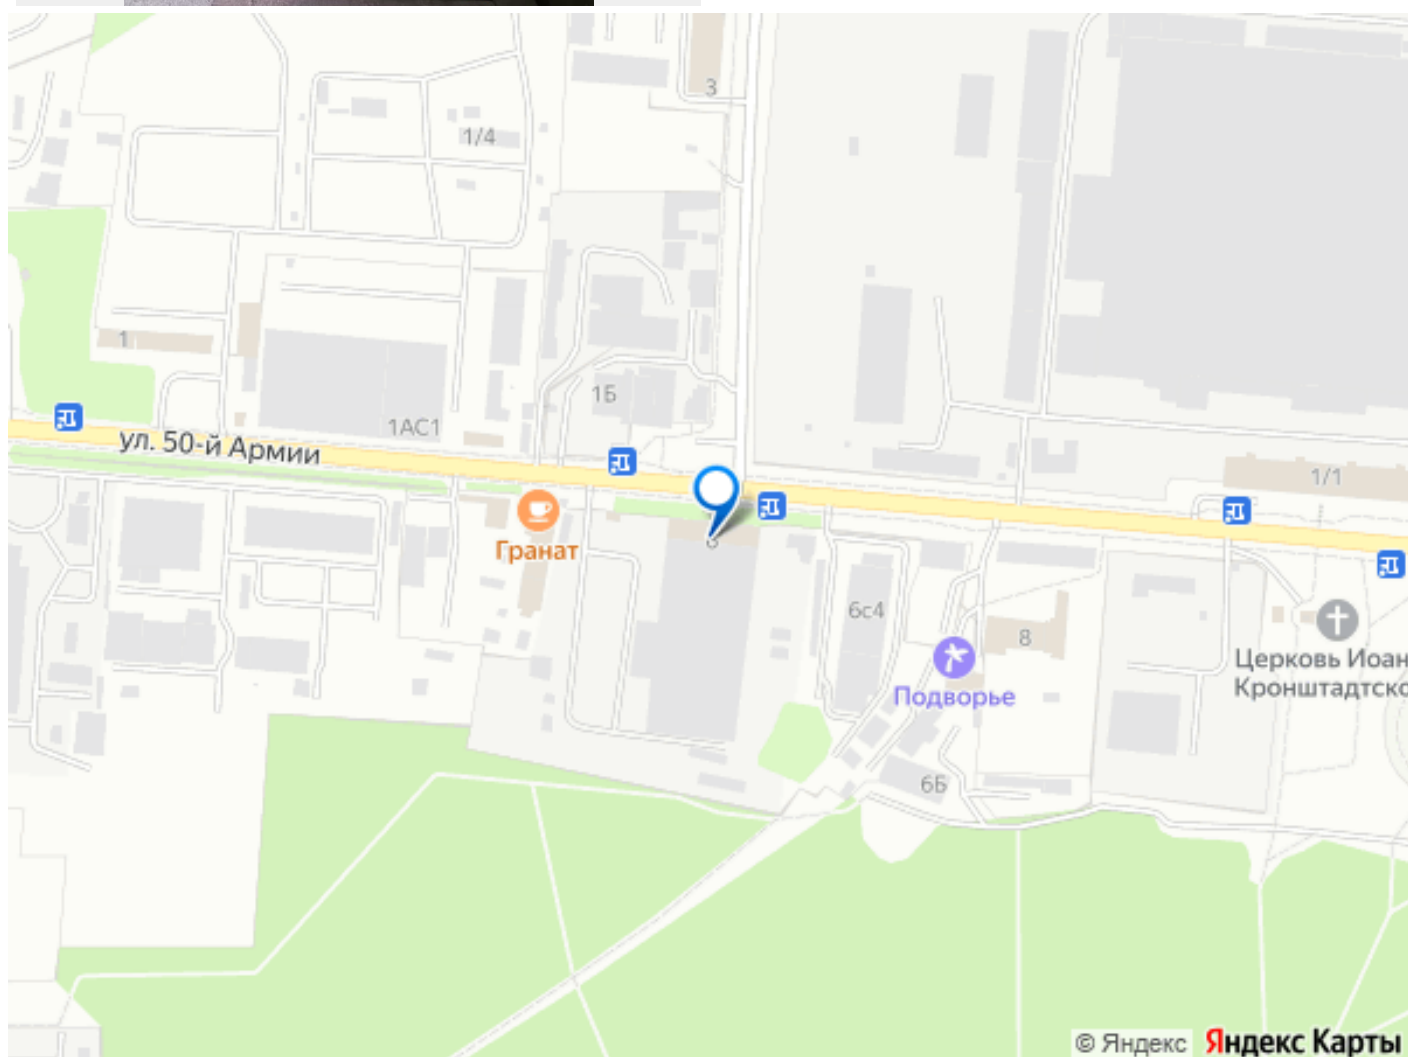 3
1/4
1
1Б
1АС1
ул. 50-й Армии
1/1
Гранат
6с4
8
Церковь Иоан
Кронштадтско
Подворье
6Б
© Яндекс Яндекс Карты